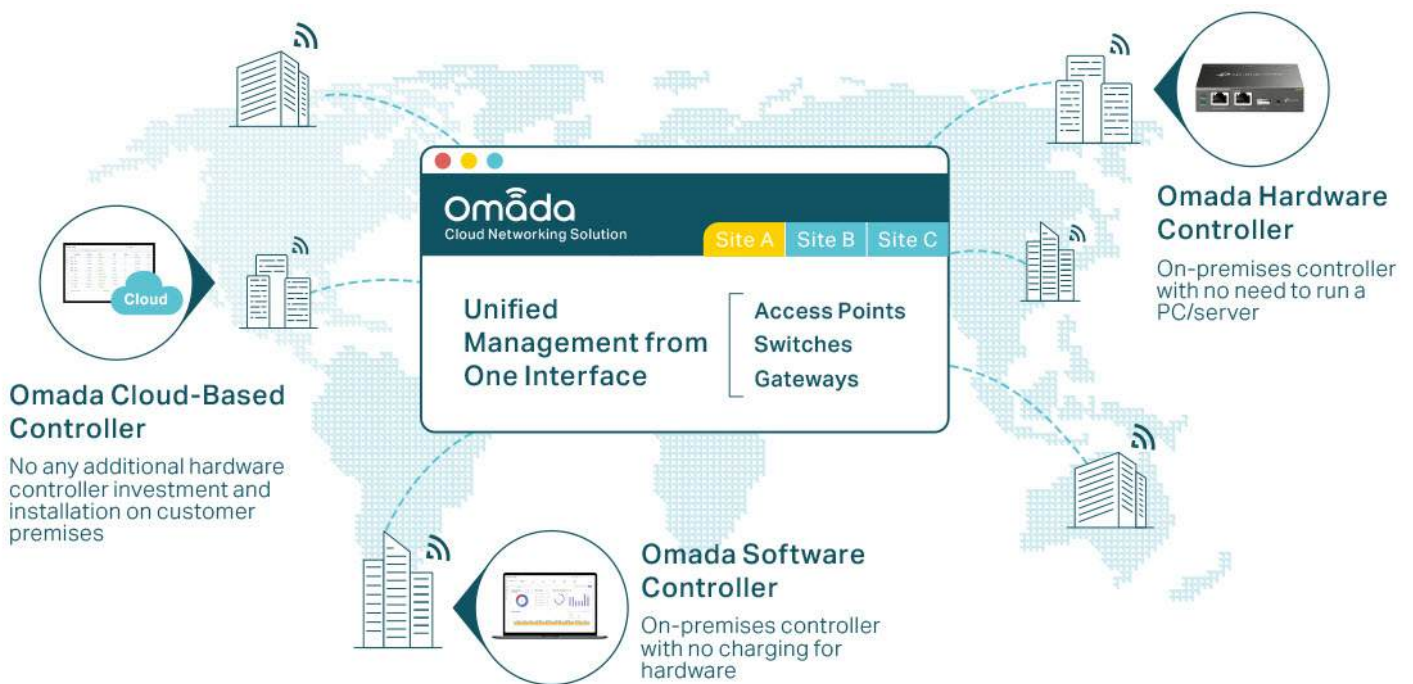 Omada
Cloud Networking Solution
Site A
Site B
Site C
Unified
Management from
One Interface
Access Points
Switches
Gateways
Omada Hardware
Controller
On-premises controller
with no need to run a
PC/server
Cloud
Omada Cloud-Based
Controller
No any additional hardware
controller investment and
installation on customer
premises
Omada Software
Controller
On-premises controller
with no charging for
hardware